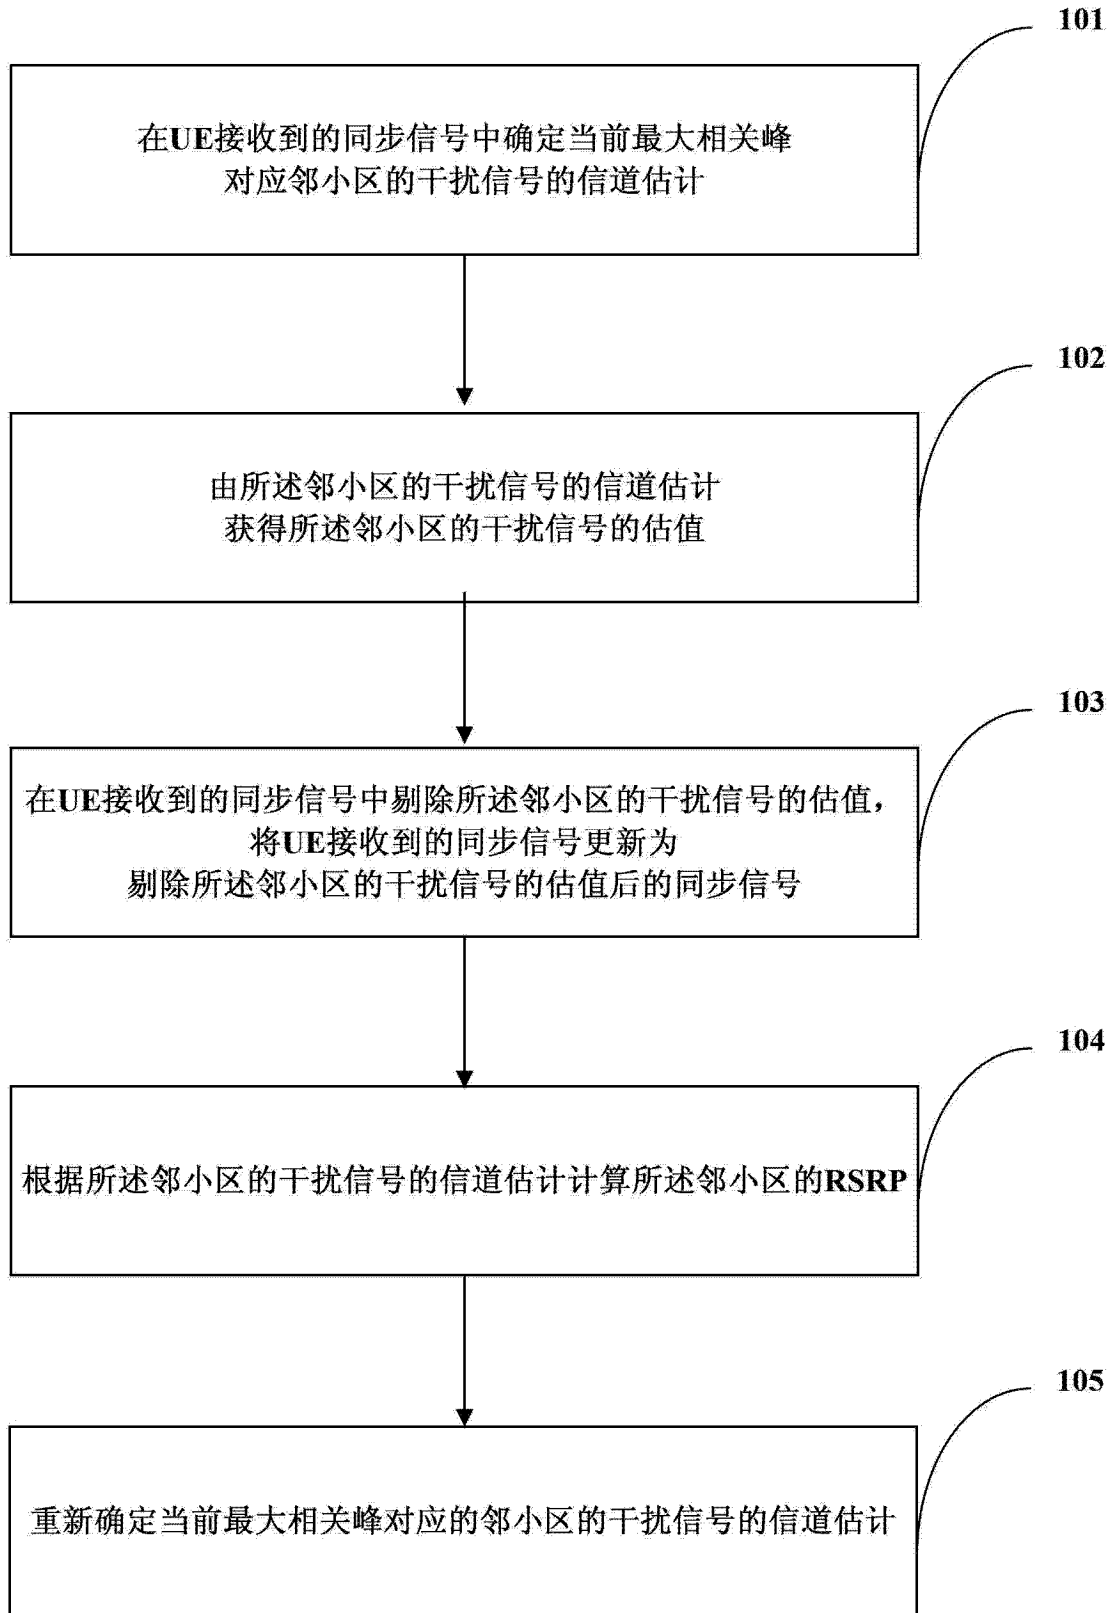 101
在UE接收到的同步信号中确定当前最大相关峰
对应邻小区的干扰信号的信道估计
102
由所述邻小区的干扰信号的信道估计
获得所述邻小区的干扰信号的估值
103
在UE接收到的同步信号中剔除所述邻小区的干扰信号的估值，
将UE接收到的同步信号更新为
剔除所述邻小区的干扰信号的估值后的同步信号
104
根据所述邻小区的干扰信号的信道估计计算所述邻小区的RSRP
105
重新确定当前最大相关峰对应的邻小区的干扰信号的信道估计